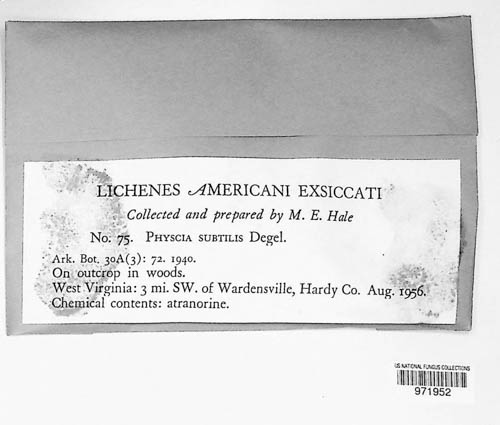 LICHENES AMERICANI EXSICCATI
Collected and prepared by M. E. Hale
No. 75. PHYSCIA SUBTILIS Degel.
Ark. Bot. 30A(3): 72. 1940.
On outcrop in woods.
West Virginia: 3 mi. SW. of Wardensville, Hardy Co. Aug. 1956.
Chemical contents: atranorine.
US NATIONAL FUNGUS COLLECTIONS
971952